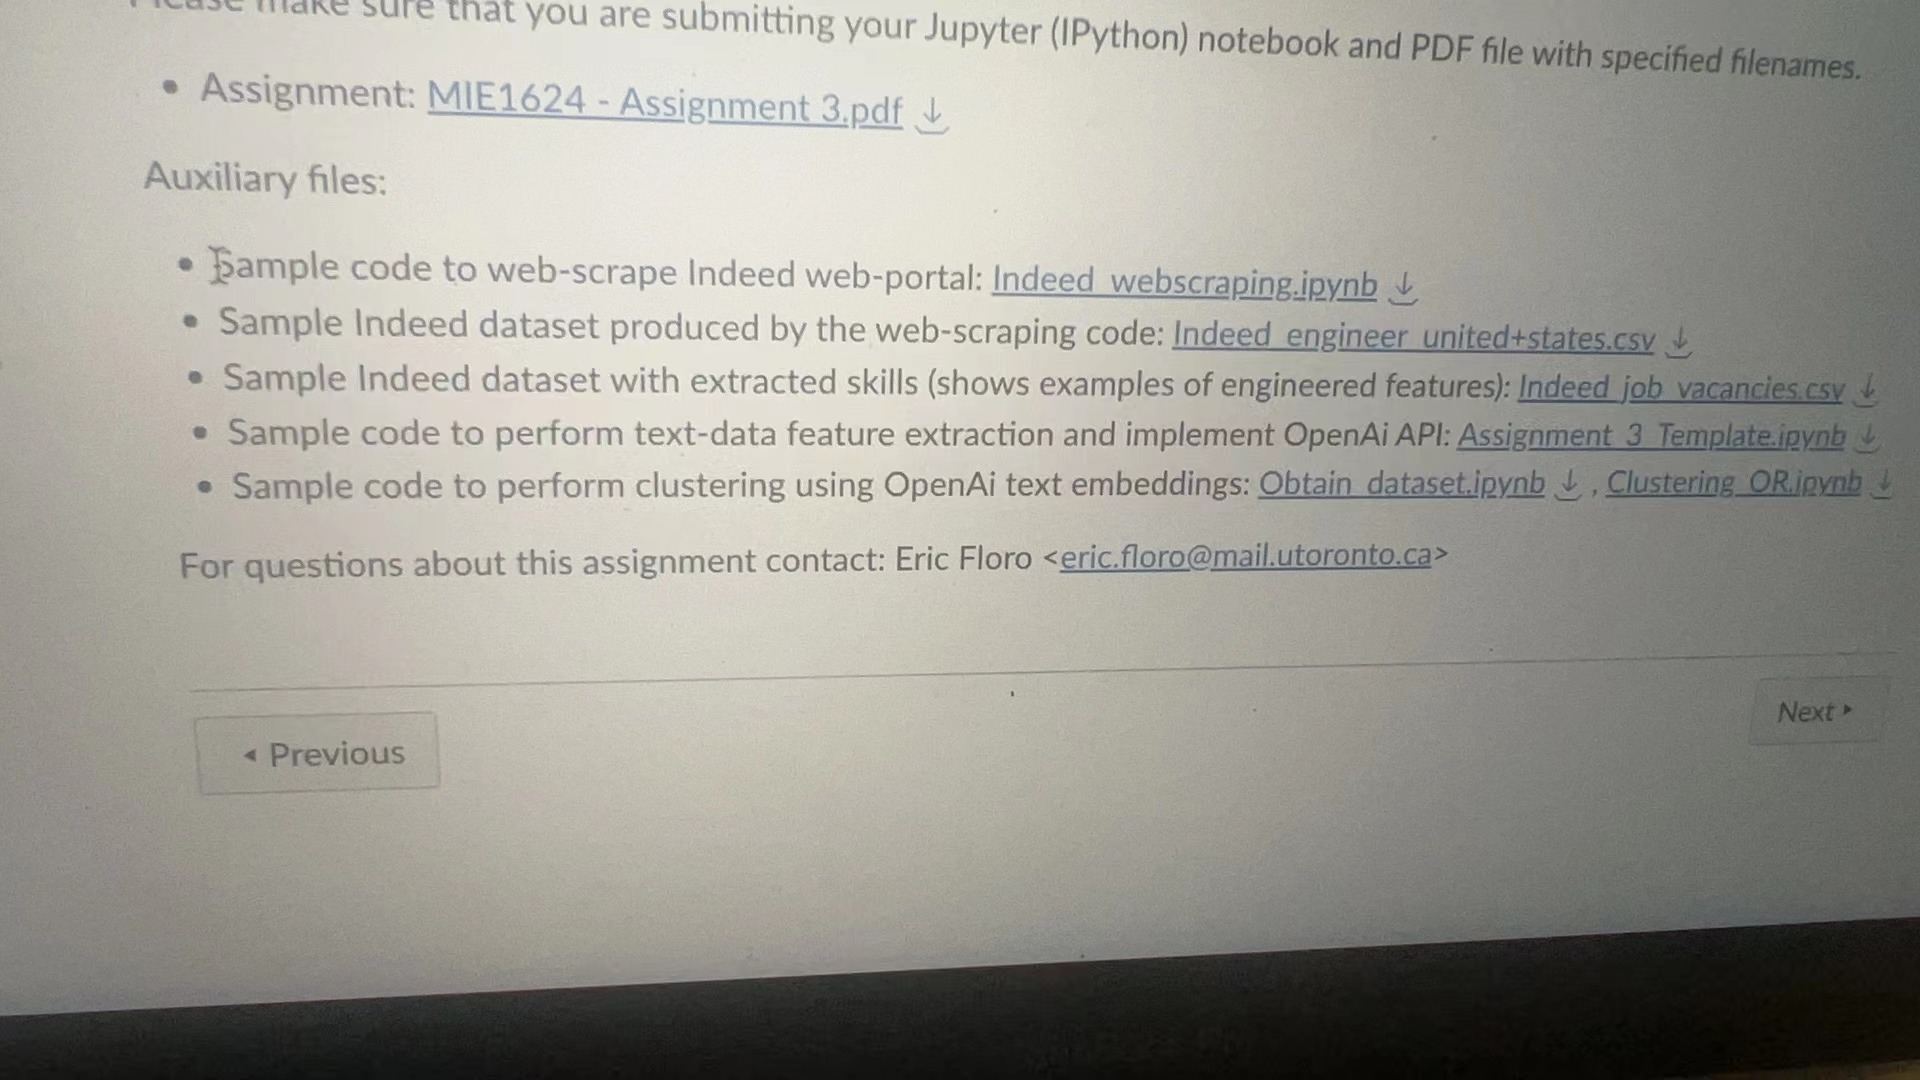 Please make sure that you are submitting your Jupyter (IPython) notebook and PDF file with specified filenames.
• Assignment: MIE1624 - Assignment 3.pdf
Auxiliary files:
• Sample code to web-scrape Indeed web-portal: Indeed_webscraping.ipynb
• Sample Indeed dataset produced by the web-scraping code: Indeed_engineer_united+states.csv
• Sample Indeed dataset with extracted skills (shows examples of engineered features): Indeed_job_vacancies.csv
• Sample code to perform text-data feature extraction and implement OpenAi API: Assignment_3_Template.ipynb
• Sample code to perform clustering using OpenAi text embeddings: Obtain_dataset.ipynb , Clustering_OR.ipynb
For questions about this assignment contact: Eric Floro <eric.floro@mail.utoronto.ca>
◂ Previous
Next ▸